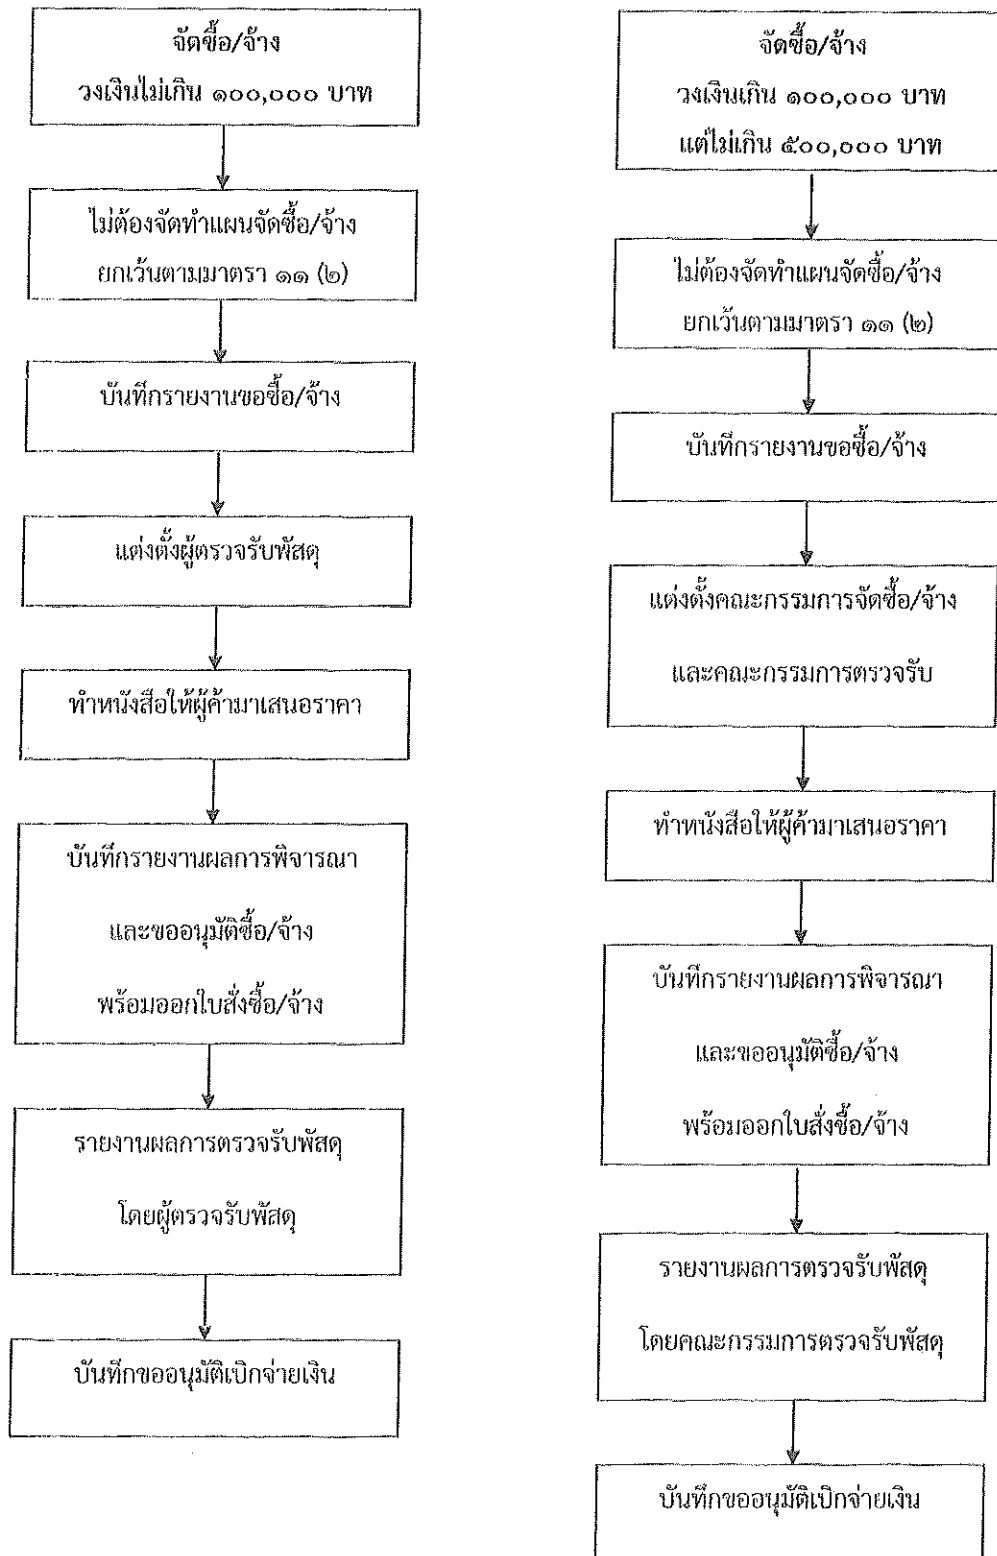 จัดซื้อ/จ้าง
วงเงินไม่เกิน ๑๐๐,๐๐๐ บาท
ไม่ต้องจัดทำแผนจัดซื้อ/จ้าง
ยกเว้นตามมาตรา ๑๑ (๒)
บันทึกรายงานขอซื้อ/จ้าง
แต่งตั้งผู้ตรวจรับพัสดุ
ทำหนังสือให้ผู้ค้ามาเสนอราคา
บันทึกรายงานผลการพิจารณา
และขออนุมัติซื้อ/จ้าง
พร้อมออกใบสั่งซื้อ/จ้าง
รายงานผลการตรวจรับพัสดุ
โดยผู้ตรวจรับพัสดุ
บันทึกขออนุมัติเบิกจ่ายเงิน
จัดซื้อ/จ้าง
วงเงินเกิน ๑๐๐,๐๐๐ บาท
แต่ไม่เกิน ๕๐๐,๐๐๐ บาท
ไม่ต้องจัดทำแผนจัดซื้อ/จ้าง
ยกเว้นตามมาตรา ๑๑ (๒)
บันทึกรายงานขอซื้อ/จ้าง
แต่งตั้งคณะกรรมการจัดซื้อ/จ้าง
และคณะกรรมการตรวจรับ
ทำหนังสือให้ผู้ค้ามาเสนอราคา
บันทึกรายงานผลการพิจารณา
และขออนุมัติซื้อ/จ้าง
พร้อมออกใบสั่งซื้อ/จ้าง
รายงานผลการตรวจรับพัสดุ
โดยคณะกรรมการตรวจรับพัสดุ
บันทึกขออนุมัติเบิกจ่ายเงิน